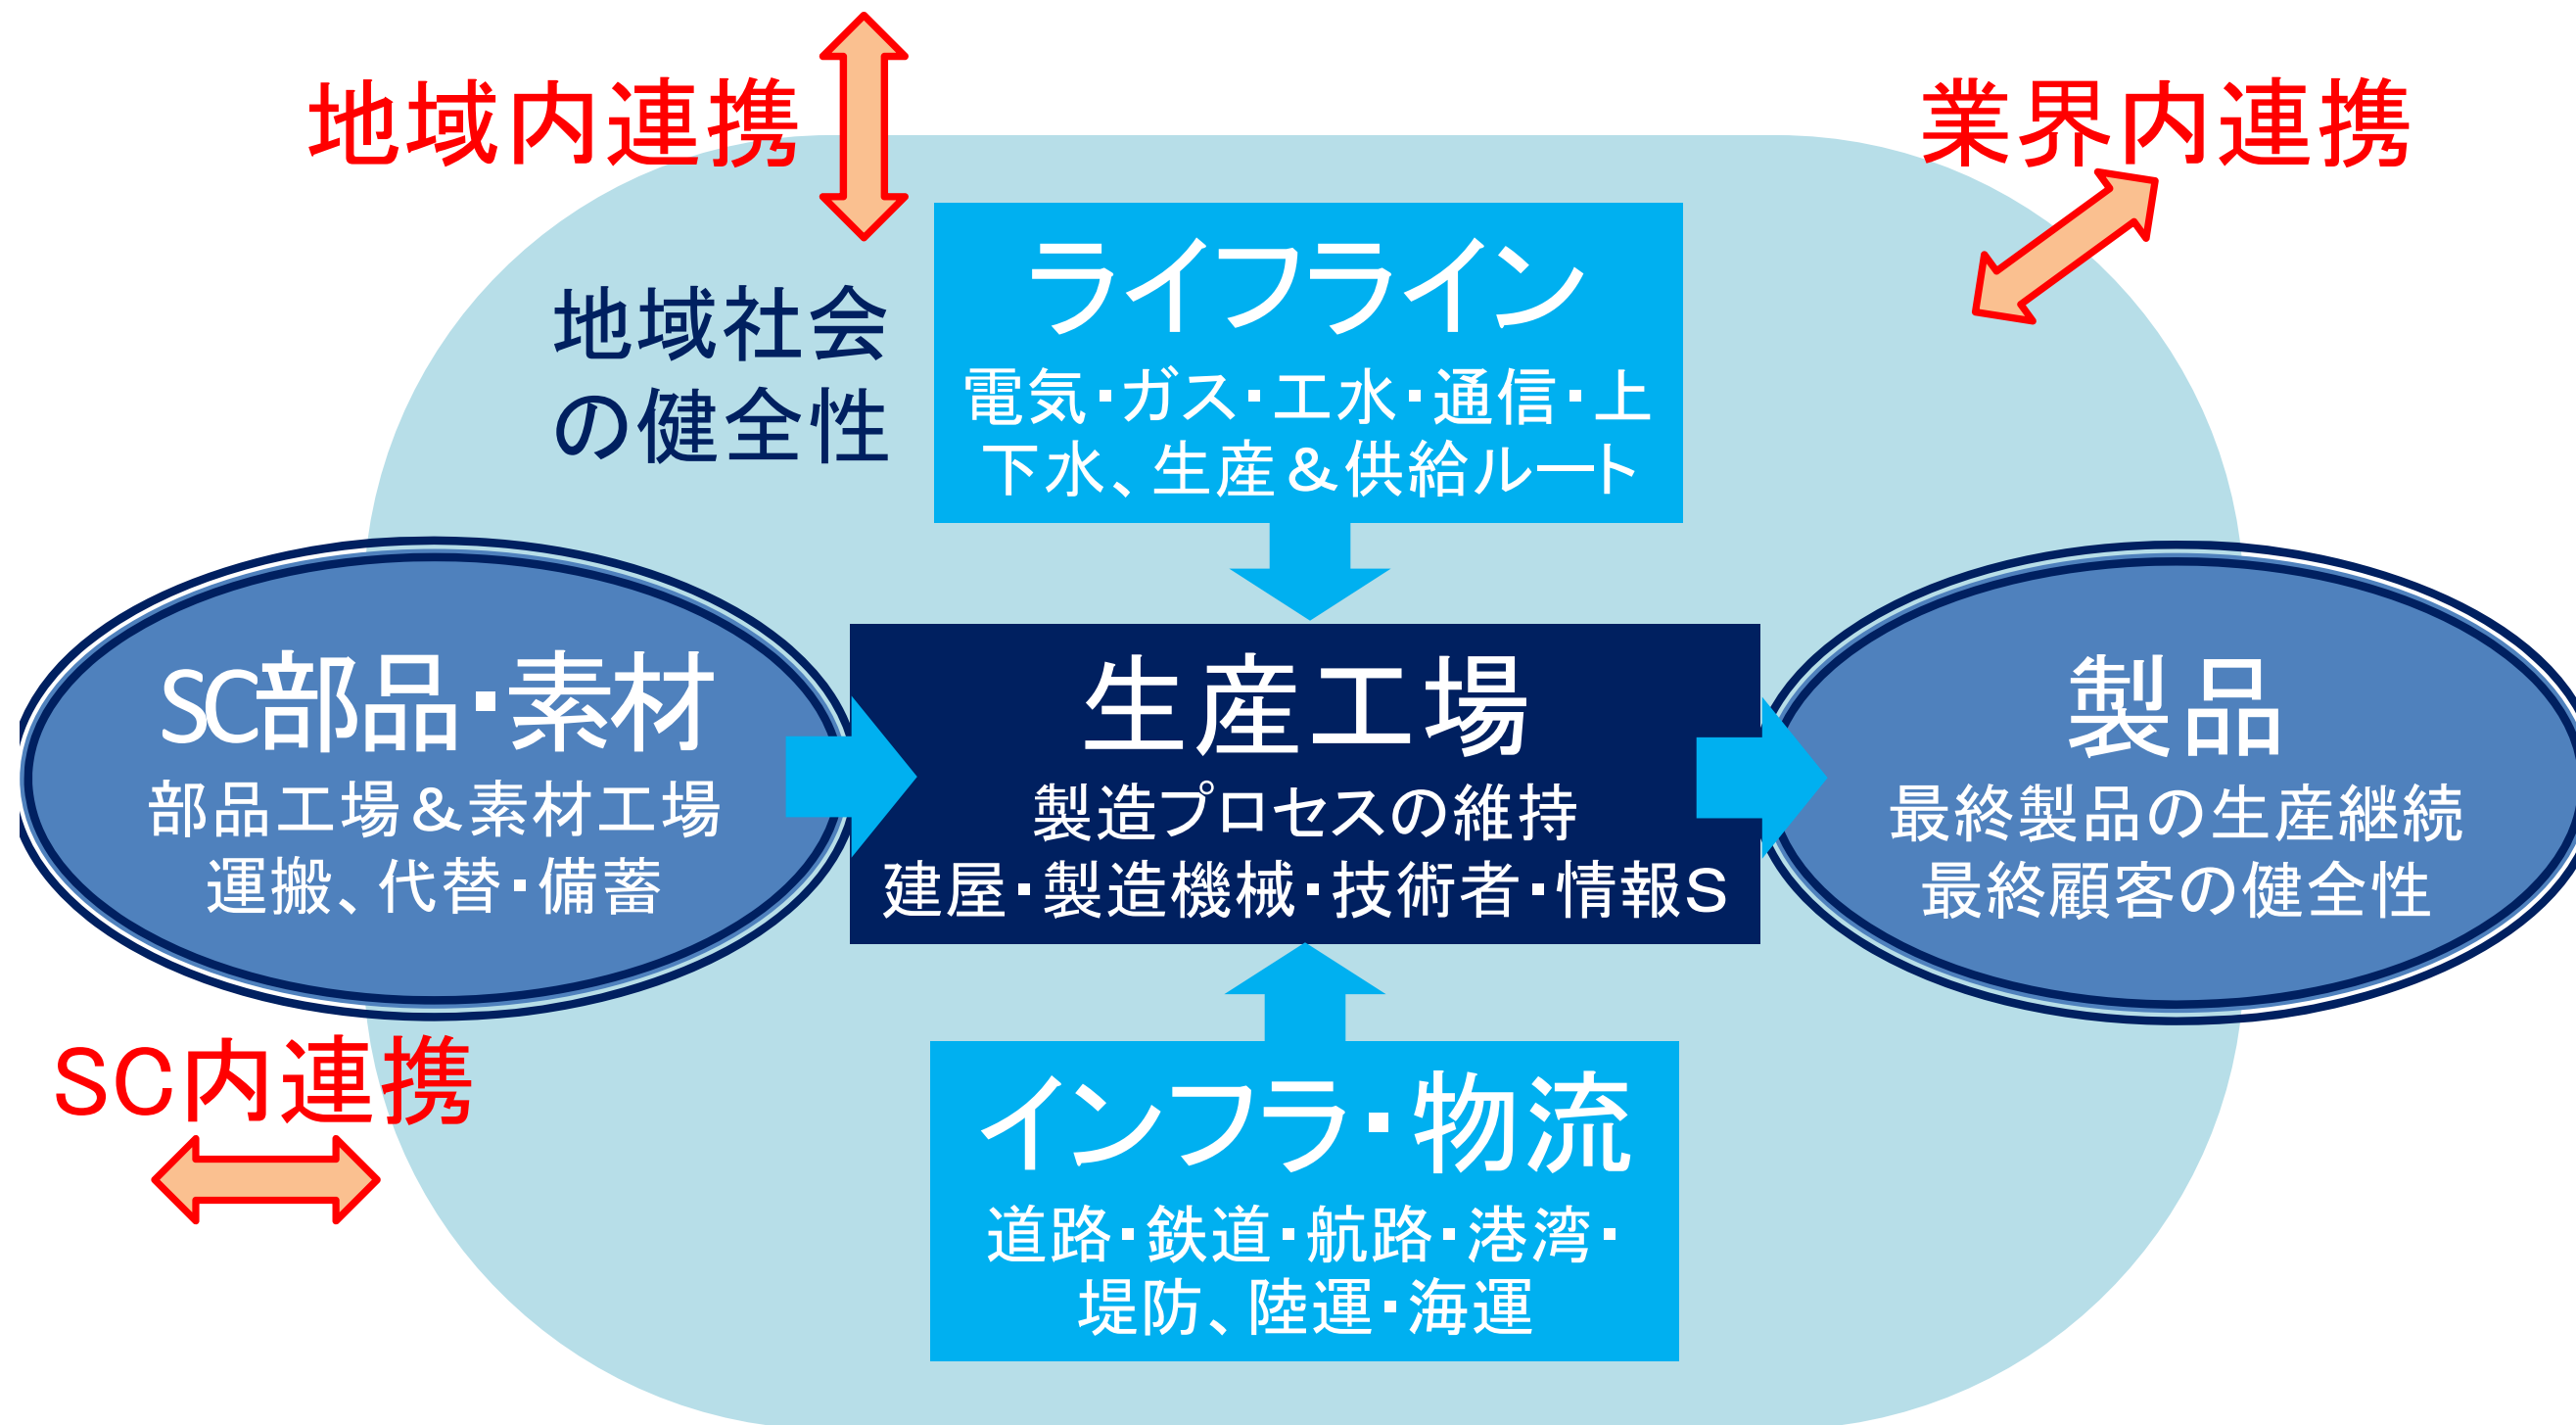 地域内連携
業界内連携
地域社会
の健全性
ライフライン
電気・ガス・工水・通信・上
下水、生産＆供給ルート
SC部品・素材
部品工場＆素材工場
運搬、代替・備蓄
生産工場
製造プロセスの維持
建屋・製造機械・技術者・情報S
製品
最終製品の生産継続
最終顧客の健全性
SC内連携
インフラ・物流
道路・鉄道・航路・港湾・
堤防、陸運・海運